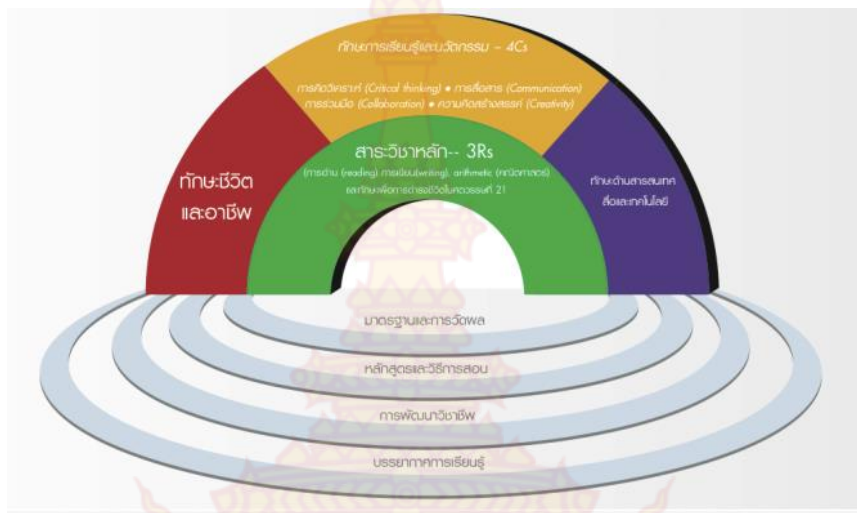 ทักษะการเรียนรู้และนวัตกรรม – 4Cs
การคิดวิเคราะห์ (Critical thinking) ● การสื่อสาร (Communication)
การร่วมมือ (Collaboration) ● ความคิดสร้างสรรค์ (Creativity)
สาระวิชาหลัก-- 3Rs
(การอ่าน (reading) การเขียน(writing), arithmetic (คณิตศาสตร์)
และทักษะเพื่อการดำรงชีวิตในศตวรรษที่ 21
ทักษะชีวิต
และอาชีพ
ทักษะด้านสารสนเทศ
สื่อและเทคโนโลยี
มาตรฐานและการวัดผล
หลักสูตรและวิธีการสอน
การพัฒนาวิชาชีพ
บรรยากาศการเรียนรู้